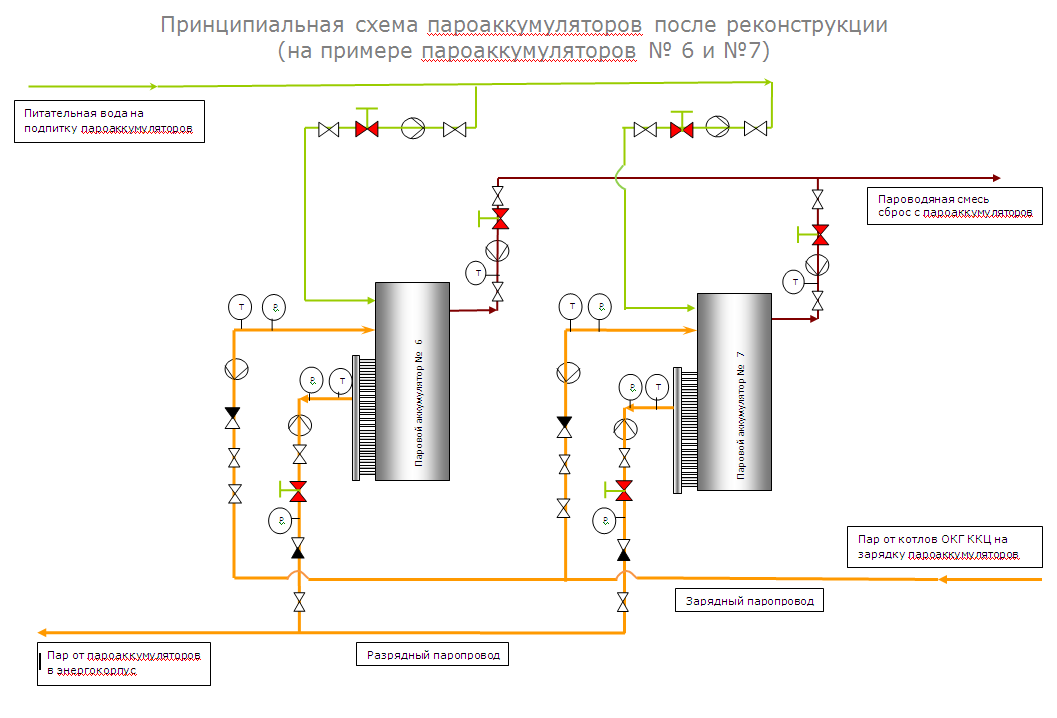 Принципиальная схема пароаккумуляторов после реконструкции
(на примере пароаккумуляторов № 6 и №7)
Питательная вода на
подпитку пароаккумуляторов
Пароводяная смесь
сброс с пароаккумуляторов
T
T
T
P
T
P
P
T
P
T
Паровой аккумулятор № 6
Паровой аккумулятор № 7
P
P
Пар от котлов ОКГ ККЦ на
зарядку пароаккумуляторов
Зарядный паропровод
Разрядный паропровод
Пар от пароаккумуляторов
в энергокорпус